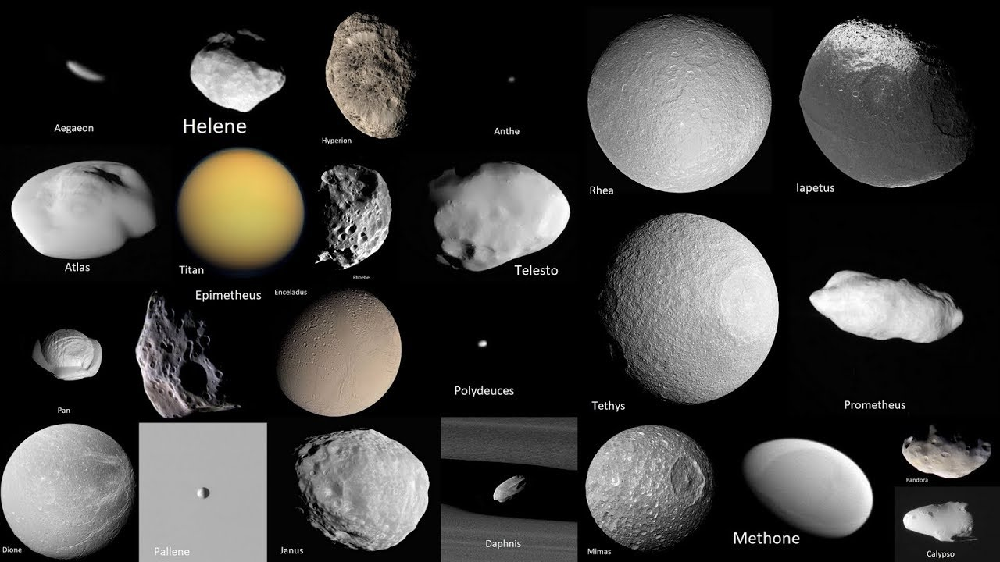 Aegaeon
Helene
Hyperion
Anthe
Rhea
Iapetus
Atlas
Titan
Phoebe
Telesto
Epimetheus
Enceladus
Pan
Polydeuces
Tethys
Prometheus
Dione
Pallene
Janus
Daphnis
Mimas
Methone
Pandora
Calypso